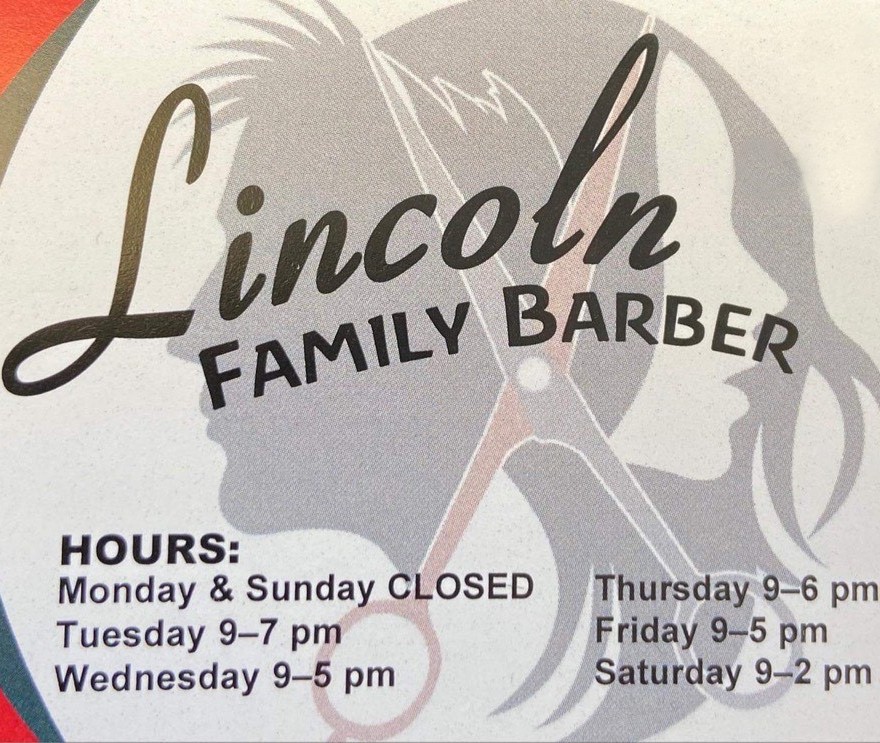 Lincoln
FAMILY BARBER
HOURS:
Monday & Sunday CLOSED
Tuesday 9–7 pm
Wednesday 9–5 pm
Thursday 9–6 pm
Friday 9–5 pm
Saturday 9–2 pm